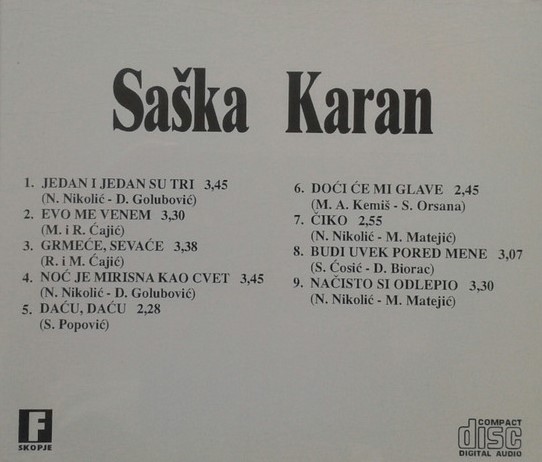 Saška Karan
1. JEDAN I JEDAN SU TRI 3,45
(N. Nikolić - D. Golubović)
2. EVO ME VENEM 3,30
(M. i R. Ćajić)
3. GRMEĆE, SEVAĆE 3,38
(R. i M. Ćajić)
4. NOĆ JE MIRISNA KAO CVET 3,45
(N. Nikolić - D. Golubović)
5. DAĆU, DAĆU 2,28
(S. Popović)
6. DOĆI ĆE MI GLAVE 2,45
(M. A. Kemiš - S. Orsana)
7. ČIKO 2,55
(N. Nikolić - M. Matejić)
8. BUDI UVEK PORED MENE 3,07
(S. Ćosić - D. Biorac)
9. NAČISTO SI ODLEPIO 3,30
(N. Nikolić - M. Matejić)
F
SKOPJE
COMPACT
disc
DIGITAL AUDIO